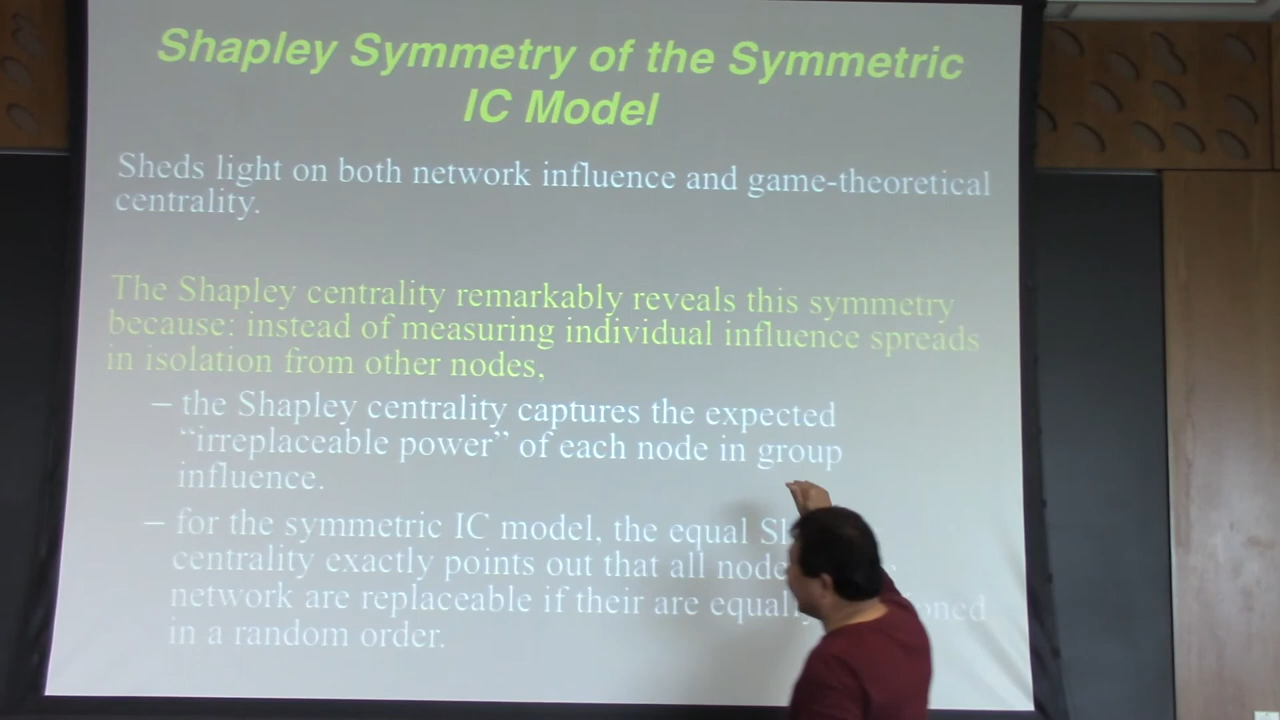 Shapley Symmetry of the Symmetric
IC Model
Sheds light on both network influence and game-theoretical
centrality.
The Shapley centrality remarkably reveals this symmetry
because: instead of measuring individual influence spreads
in isolation from other nodes,
– the Shapley centrality captures the expected
“irreplaceable power” of each node in group
influence.
– for the symmetric IC model, the equal
centrality exactly points out that all
network are replaceable if their are
in a random order.